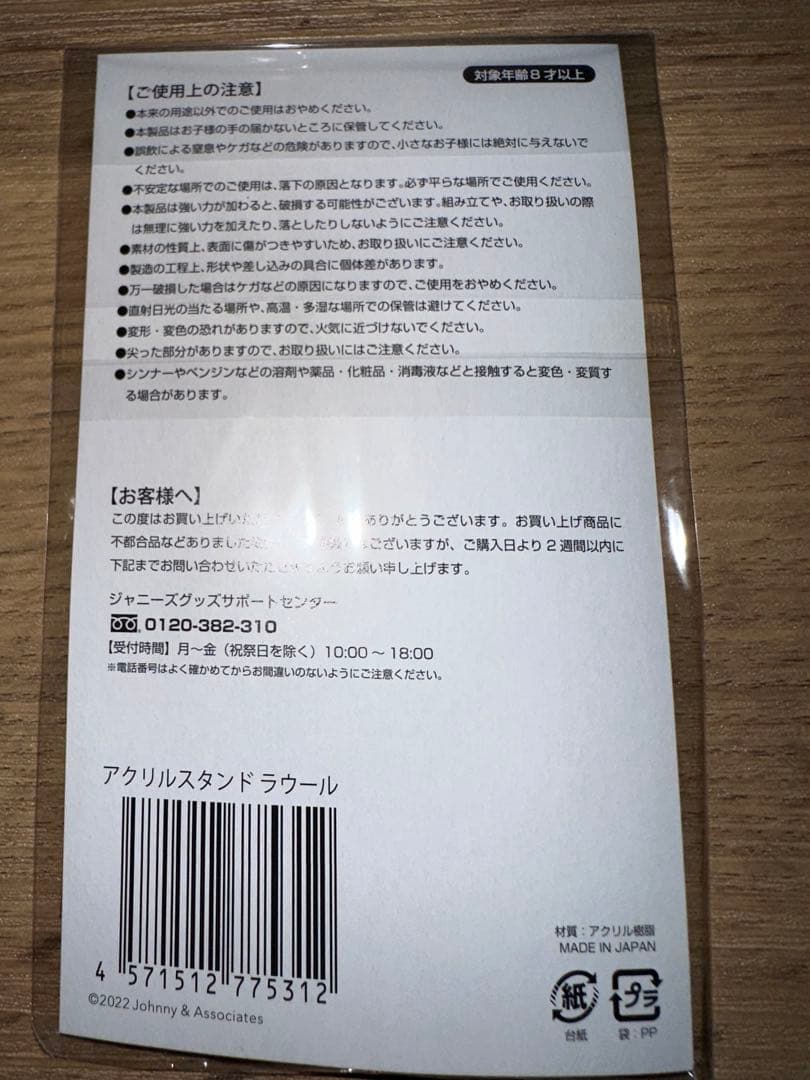 対象年齢8才以上
【ご使用上の注意】
●本来の用途以外でのご使用はおやめください。
●本製品はお子様の手の届かないところに保管してください。
●誤飲による窒息やケガなどの危険がありますので、小さなお子様には絶対に与えないで
ください。
●不安定な場所でのご使用は、落下の原因となります。必ず平らな場所でご使用ください。
●本製品は強い力が加わると、破損する可能性がございます。組み立てや、お取り扱いの際
は無理に強い力を加えたり、落としたりしないようにご注意ください。
●素材の性質上、表面に傷がつきやすいため、お取り扱いにご注意ください。
●製造の工程上、形状や差し込みの具合に個体差があります。
●万一破損した場合はケガなどの原因になりますので、ご使用をおやめください。
●直射日光の当たる場所や、高温・多湿な場所での保管は避けてください。
●変形・変色の恐れがありますので、火気に近づけないでください。
●尖った部分がありますので、お取り扱いにはご注意ください。
●シンナーやベンジンなどの溶剤や薬品・化粧品・消毒液などと接触すると変色・変質す
る場合があります。
【お客様へ】
この度はお買い上げいた ありがとうございます。お買い上げ商品に
不都合品などありました ございますが、ご購入日より2週間以内に
下記までお問い合わせいた お願い申し上げます。
ジャニーズグッズサポートセンター
0120-382-310
【受付時間】月〜金（祝祭日を除く）10:00〜18:00
※電話番号はよく確かめてからお間違いのないようにご注意ください。
アクリルスタンド ラウール
4 571512 775312
©2022 Johnny & Associates
材質：アクリル樹脂
MADE IN JAPAN
紙 プラ
台紙 袋：PP